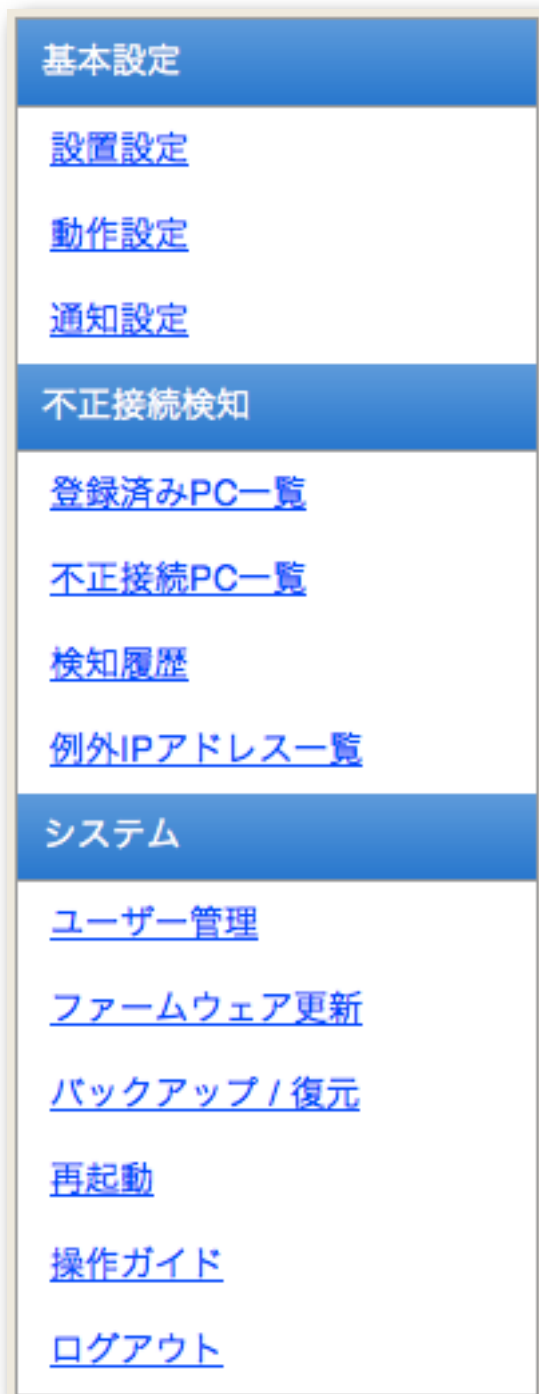 基本設定
設置設定
動作設定
通知設定
不正接続検知
登録済みPC一覧
不正接続PC一覧
検知履歴
例外IPアドレス一覧
システム
ユーザー管理
ファームウェア更新
バックアップ / 復元
再起動
操作ガイド
ログアウト